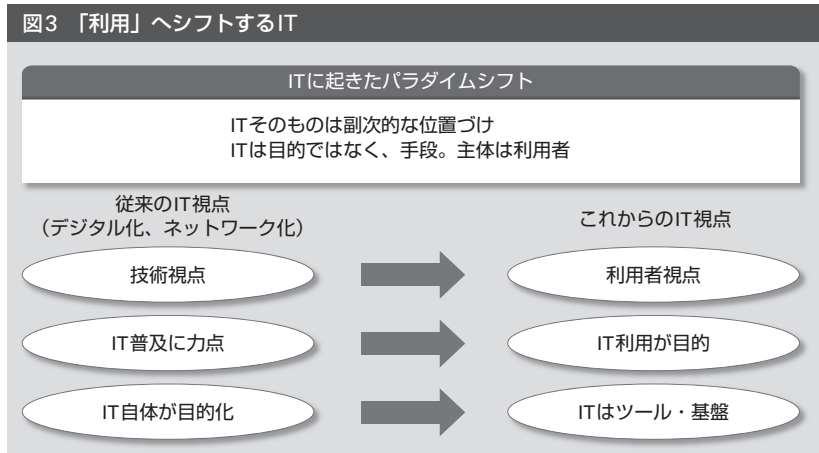 図3 「利用」へシフトするIT
ITに起きたパラダイムシフト
ITそのものは副次的な位置づけ
ITは目的ではなく、手段。主体は利用者
従来のIT視点
（デジタル化、ネットワーク化）
これからのIT視点
技術視点
利用者視点
IT普及に力点
IT利用が目的
IT自体が目的化
ITはツール・基盤